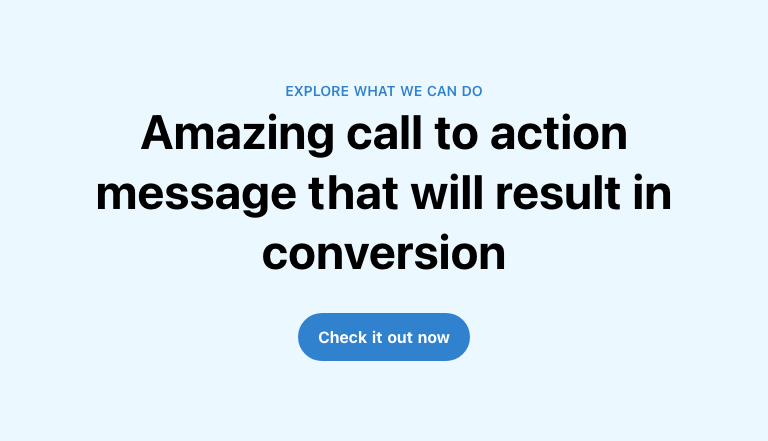 EXPLORE WHAT WE CAN DO
Amazing call to action
message that will result in
conversion
Check it out now